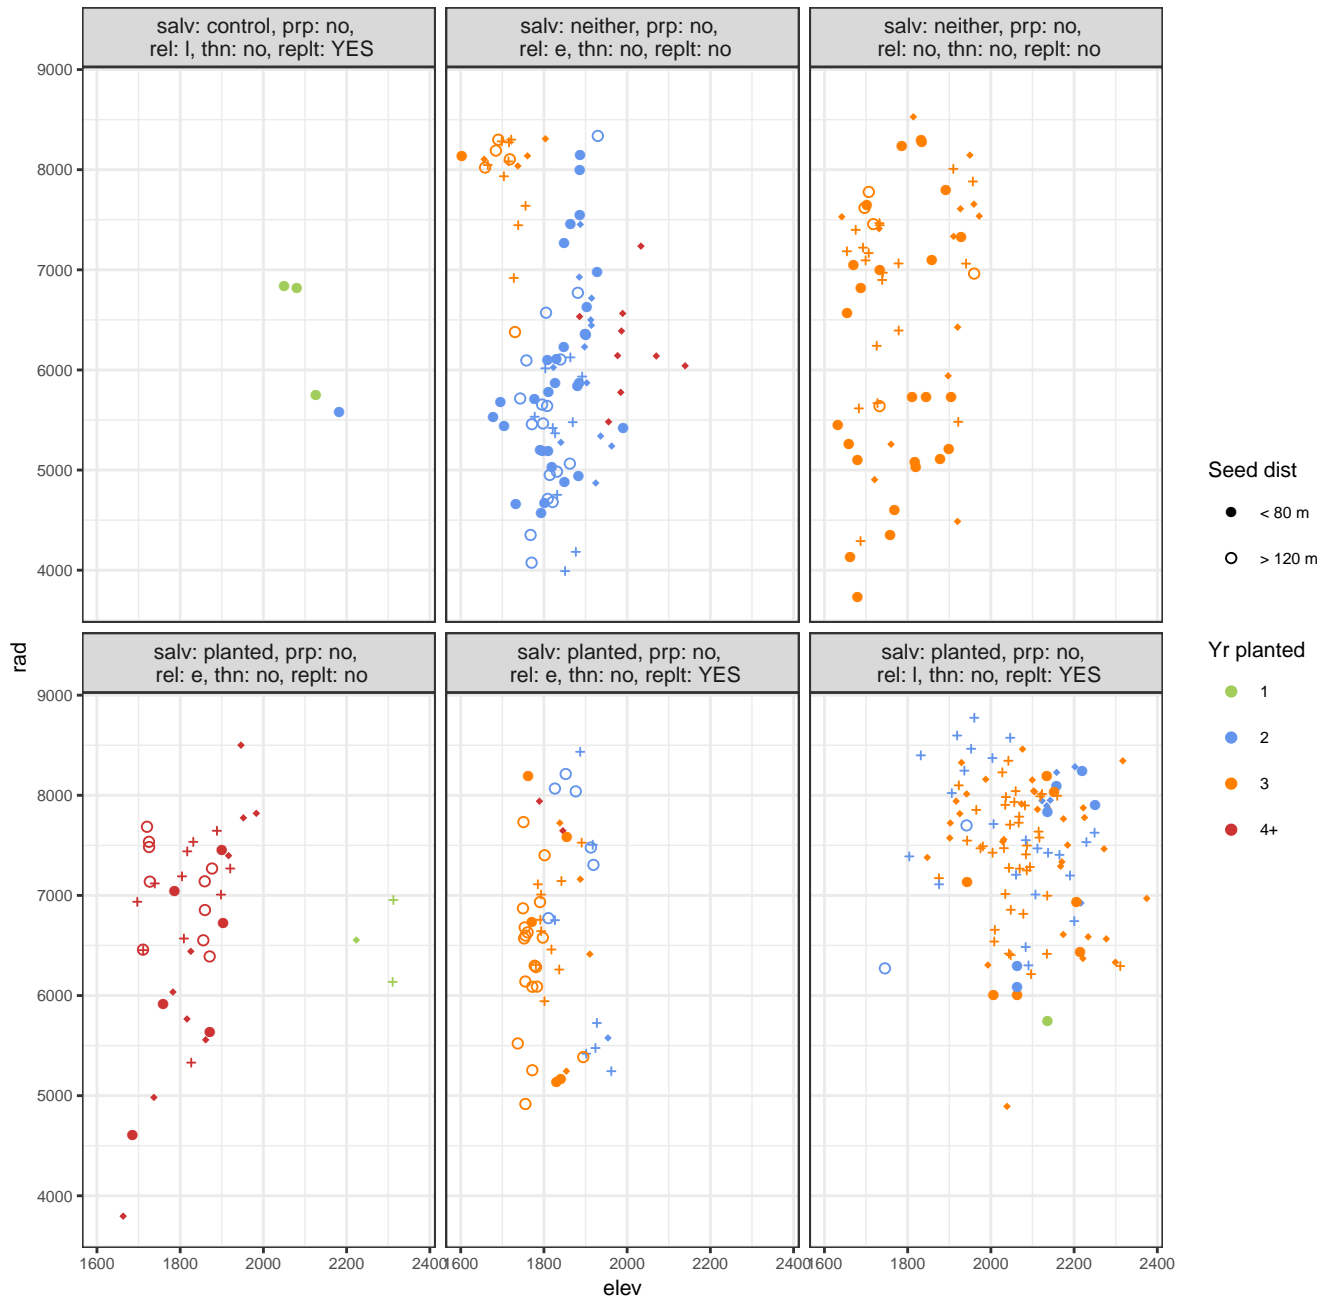 salv: control, prp: no,
rel: l, thn: no, replt: YES
salv: neither, prp: no,
rel: e, thn: no, replt: no
salv: neither, prp: no,
rel: no, thn: no, replt: no
9000
8000
7000
6000
5000
4000
salv: planted, prp: no,
rel: e, thn: no, replt: no
salv: planted, prp: no,
rel: e, thn: no, replt: YES
salv: planted, prp: no,
rel: l, thn: no, replt: YES
9000
8000
7000
6000
5000
4000
rad
1600 1800 2000 2200 2400
1600 1800 2000 2200 2400
1600 1800 2000 2200 2400
elev
Seed dist
< 80 m
> 120 m
Yr planted
1
2
3
4+